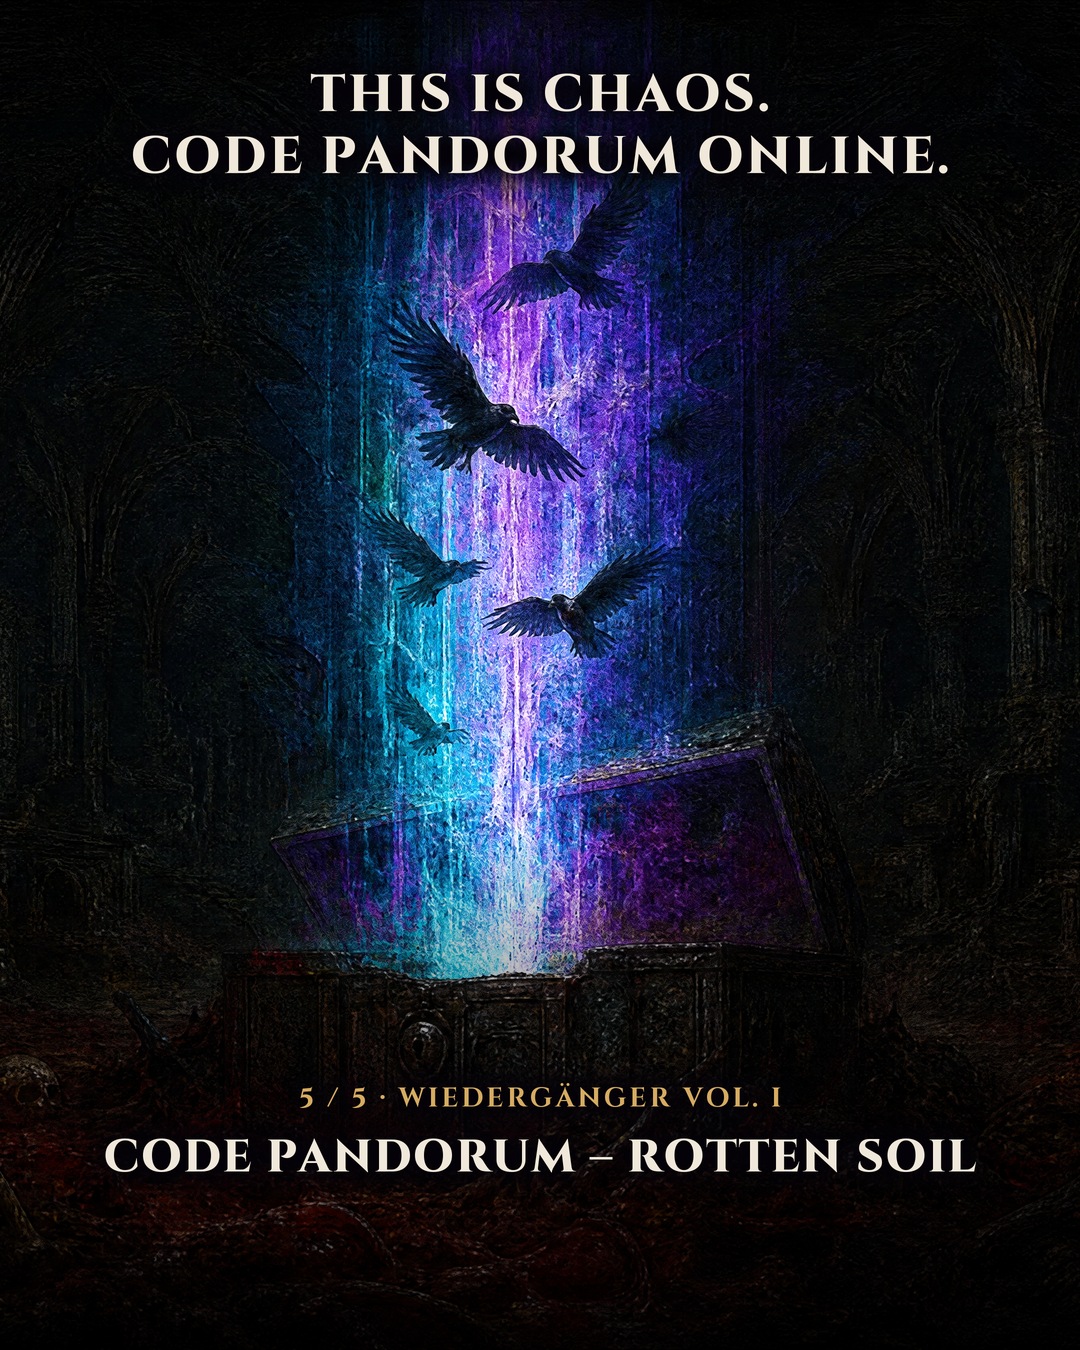 THIS IS CHAOS.
CODE PANDORUM ONLINE.
5 / 5 · WIEDERGÄNGER VOL. I
CODE PANDORUM – ROTTEN SOIL